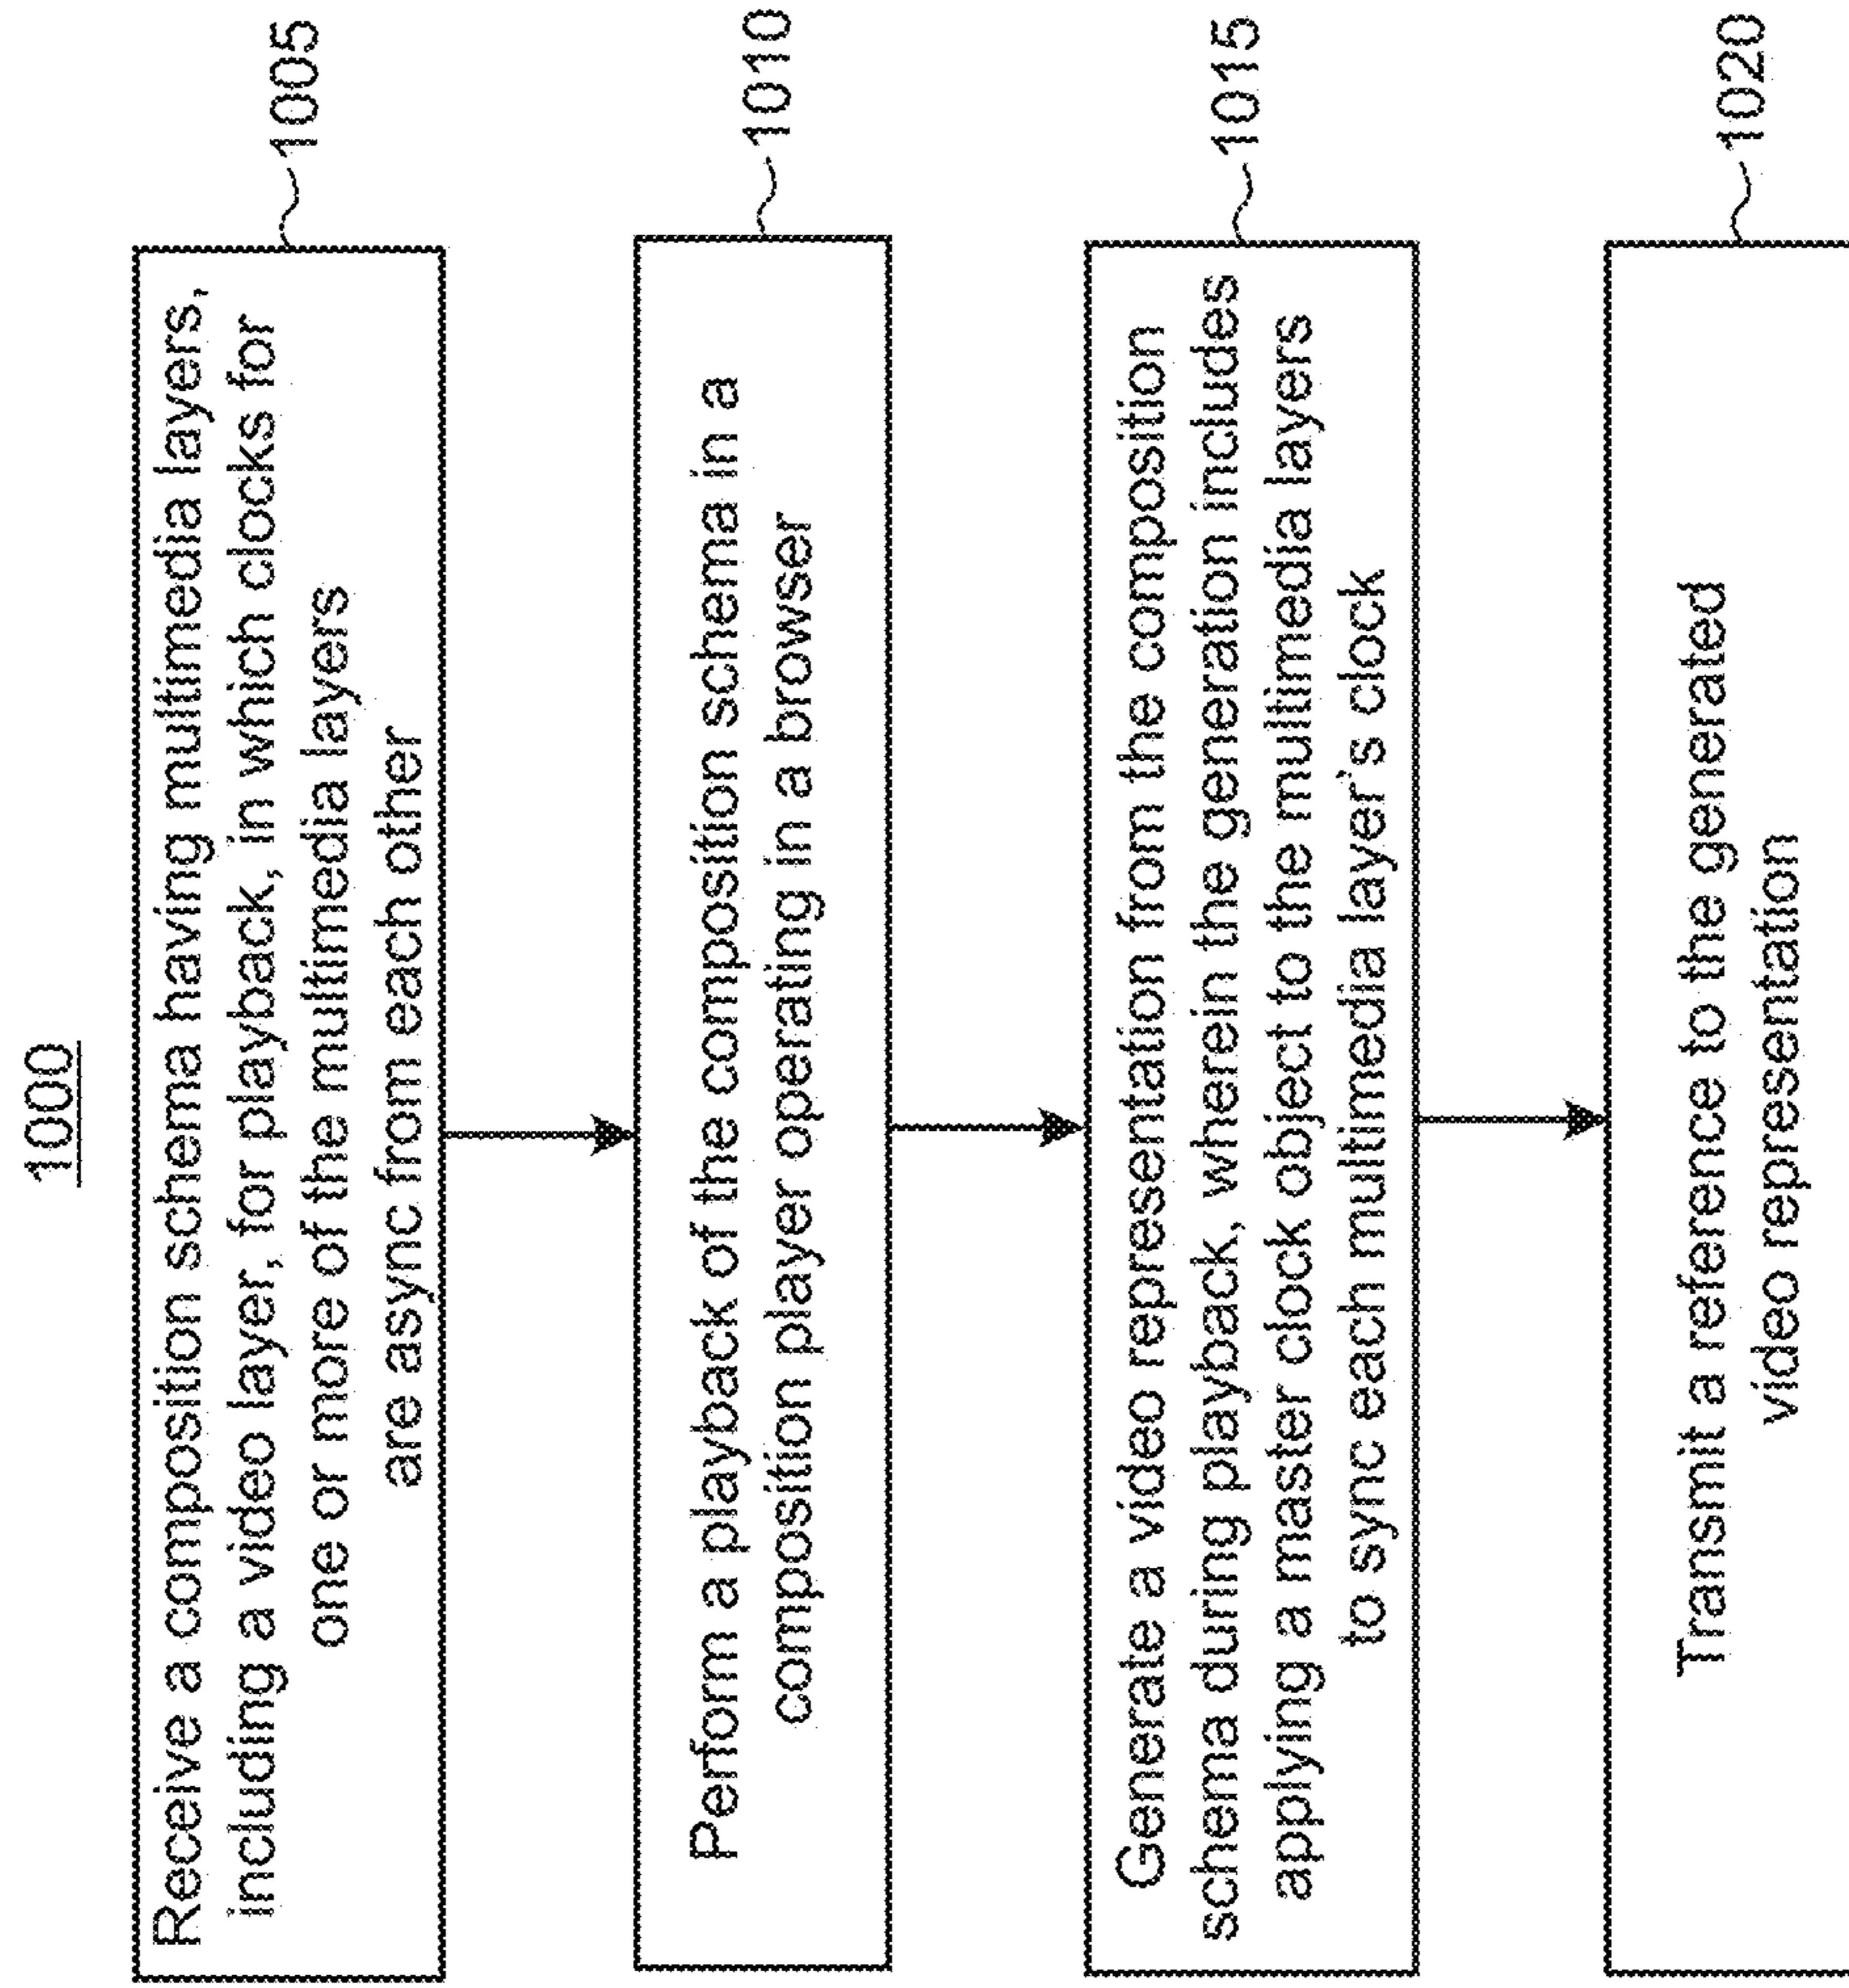 1000
Receive a composition schema having multimedia layers,
including a video layer, for playback, in which clocks for
one or more of the multimedia layers
are async from each other
1005
Perform a playback of the composition schema in a
composition player operating in a browser
1010
Generate a video representation from the composition
schema during playback, wherein the generation includes
applying a master clock object to the multimedia layers
to sync each multimedia layer's clock
1015
Transmit a reference to the generated
video representation
1020